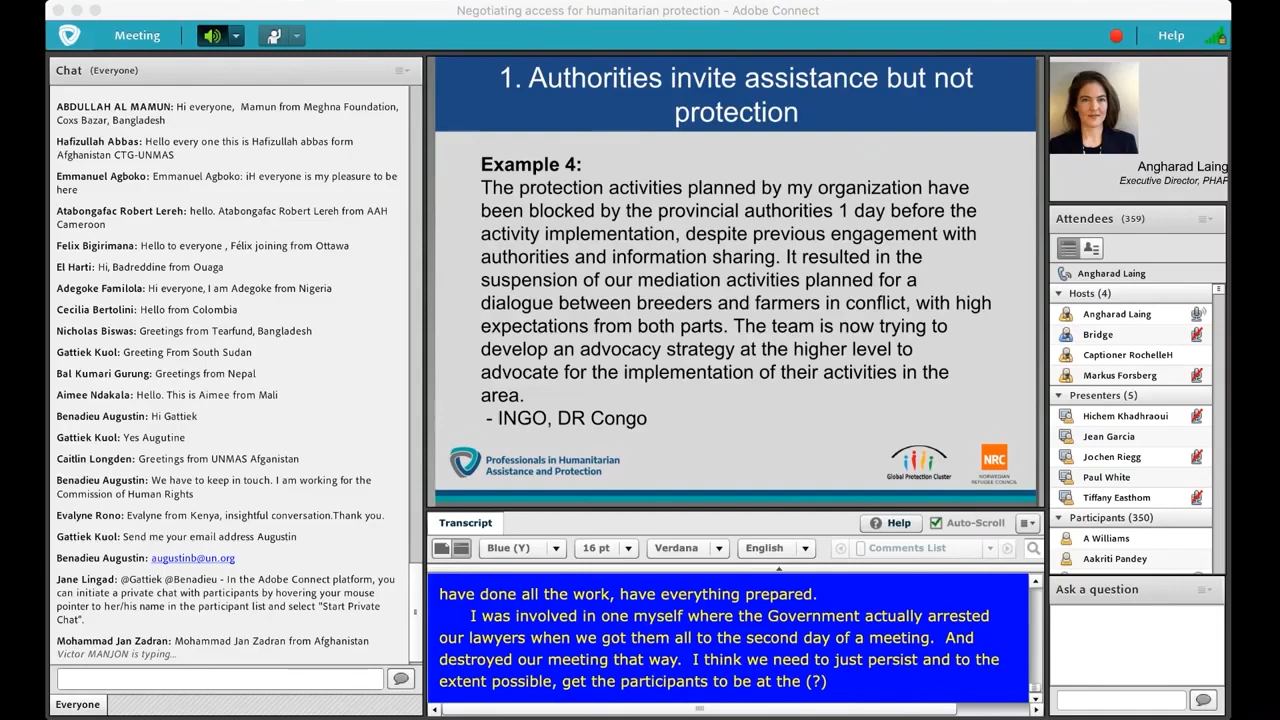 Negotiating access for humanitarian protection - Adobe Connect
Meeting
Help
Chat (Everyone)
ABDULLAH AL MAMUN: Hi everyone, Mamun from Meghna Foundation,
Coxs Bazar, Bangladesh
Hafizullah Abbas: Hello every one this is Hafizullah abbas form
Afghanistan CTG-UNMAS
Emmanuel Agboko: Emmanuel Agboko: iH everyone is my pleasure to be
here
Atabongafac Robert Lereh: hello. Atabongafac Robert Lereh from AAH
Cameroon
Felix Bigirimana: Hello to everyone , Félix joining from Ottawa
El Harti: Hi, Badreddine from Ouaga
Adegoke Familola: Hi everyone, I am Adegoke from Nigeria
Cecilia Bertolini: Hello from Colombia
Nicholas Biswas: Greetings from Tearfund, Bangladesh
Gattiek Kuol: Greeting From South Sudan
Bal Kumari Gurung: Greetings from Nepal
Aimee Ndakala: Hello. This is Aimee from Mali
Benadieu Augustin: Hi Gattiek
Gattiek Kuol: Yes Augutine
Caitlin Longden: Greetings from UNMAS Afganistan
Benadieu Augustin: We have to keep in touch. I am working for the
Commission of Human Rights
Evalyne Rono: Evalyne from Kenya, insightful conversation.Thank you.
Gattiek Kuol: Send me your email address Augustin
Benadieu Augustin: augustinb@un.org
Jane Lingad: @Gattiek @Benadieu - In the Adobe Connect platform, you
can initiate a private chat with participants by hovering your mouse
pointer to her/his name in the participant list and select "Start Private
Chat".
Mohammad Jan Zadran: Mohammad Jan Zadran from Afghanistan
Victor MANJON is typing...
Everyone
1. Authorities invite assistance but not
protection
Example 4:
The protection activities planned by my organization have
been blocked by the provincial authorities 1 day before the
activity implementation, despite previous engagement with
authorities and information sharing. It resulted in the
suspension of our mediation activities planned for a
dialogue between breeders and farmers in conflict, with high
expectations from both parts. The team is now trying to
develop an advocacy strategy at the higher level to
advocate for the implementation of their activities in the
area.
- INGO, DR Congo
Professionals in Humanitarian
Assistance and Protection
Global Protection Cluster
NRC
NORWEGIAN
REFUGEE COUNCIL
Transcript
Help
Auto-Scroll
Blue (Y)
16 pt
Verdana
English
Comments List
have done all the work, have everything prepared.
I was involved in one myself where the Government actually arrested
our lawyers when we got them all to the second day of a meeting. And
destroyed our meeting that way. I think we need to just persist and to the
extent possible, get the participants to be at the (?)
Angharad Laing
Executive Director, PHAP
Attendees (359)
Angharad Laing
Hosts (4)
Angharad Laing
Bridge
Captioner RochelleH
Markus Forsberg
Presenters (5)
Hichem Khadhraoui
Jean Garcia
Jochen Riegg
Paul White
Tiffany Easthom
Participants (350)
A Williams
Aakriti Pandey
Ask a question